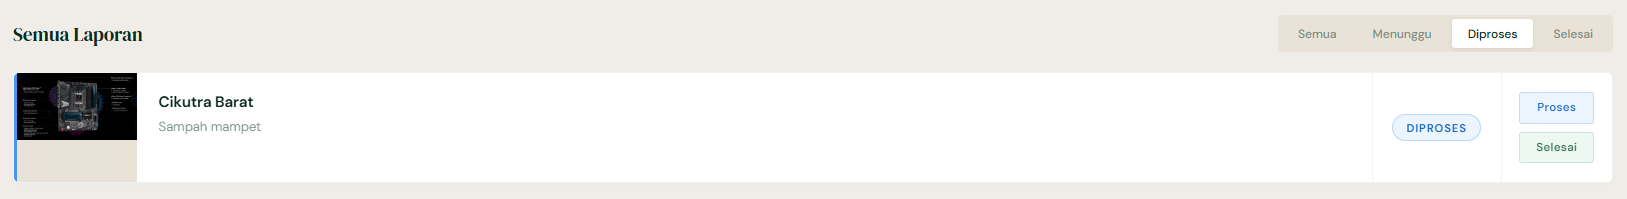 Semua Laporan
Semua Menunggu Diproses Selesai
Cikutra Barat
Sampah mampet
DIPROSES
Proses
Selesai